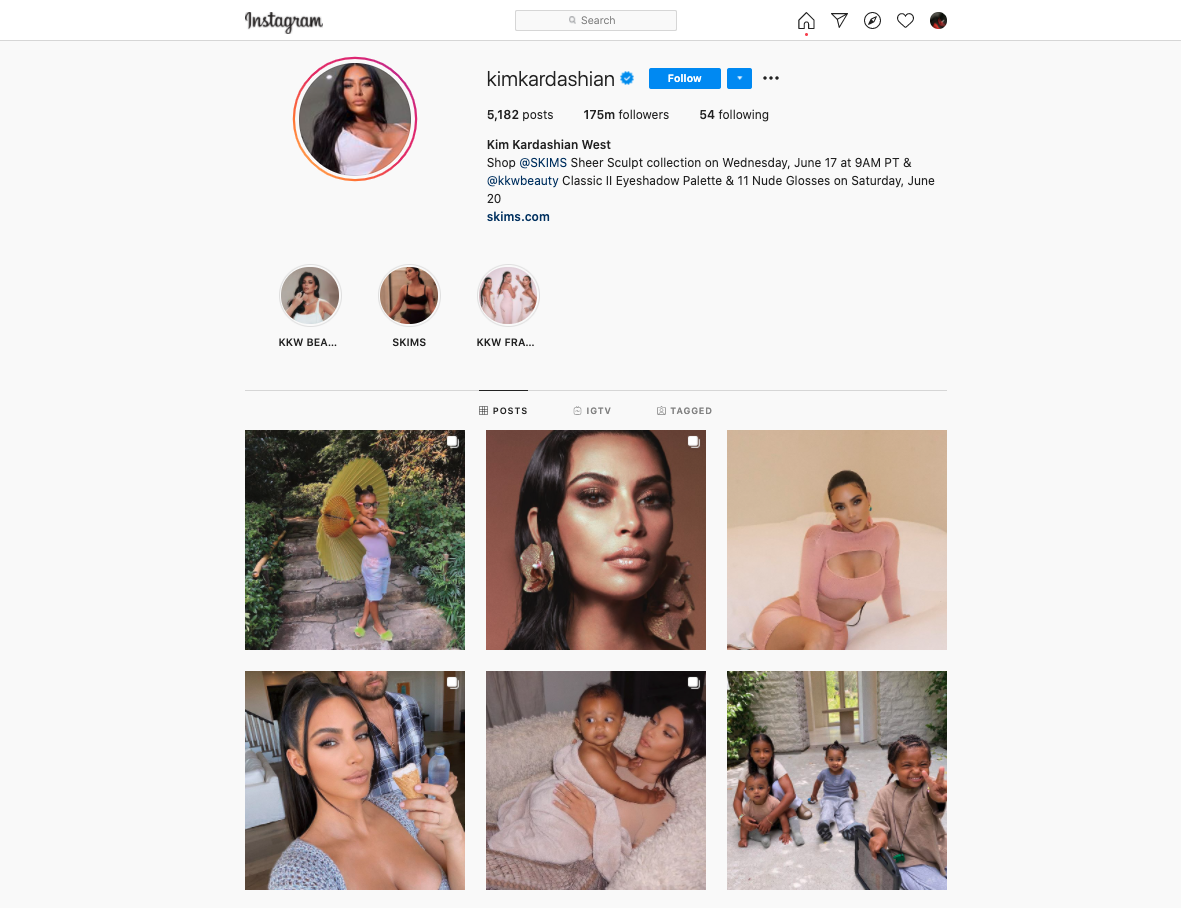 Instagram
Search
kimkardashian
Follow
5,182 posts 175m followers 54 following
Kim Kardashian West
Shop @SKIMS Sheer Sculpt collection on Wednesday, June 17 at 9AM PT &
@kkwbeauty Classic II Eyeshadow Palette & 11 Nude Glosses on Saturday, June
20
skims.com
KKW BEA... SKIMS KKW FRA...
POSTS IGTV TAGGED